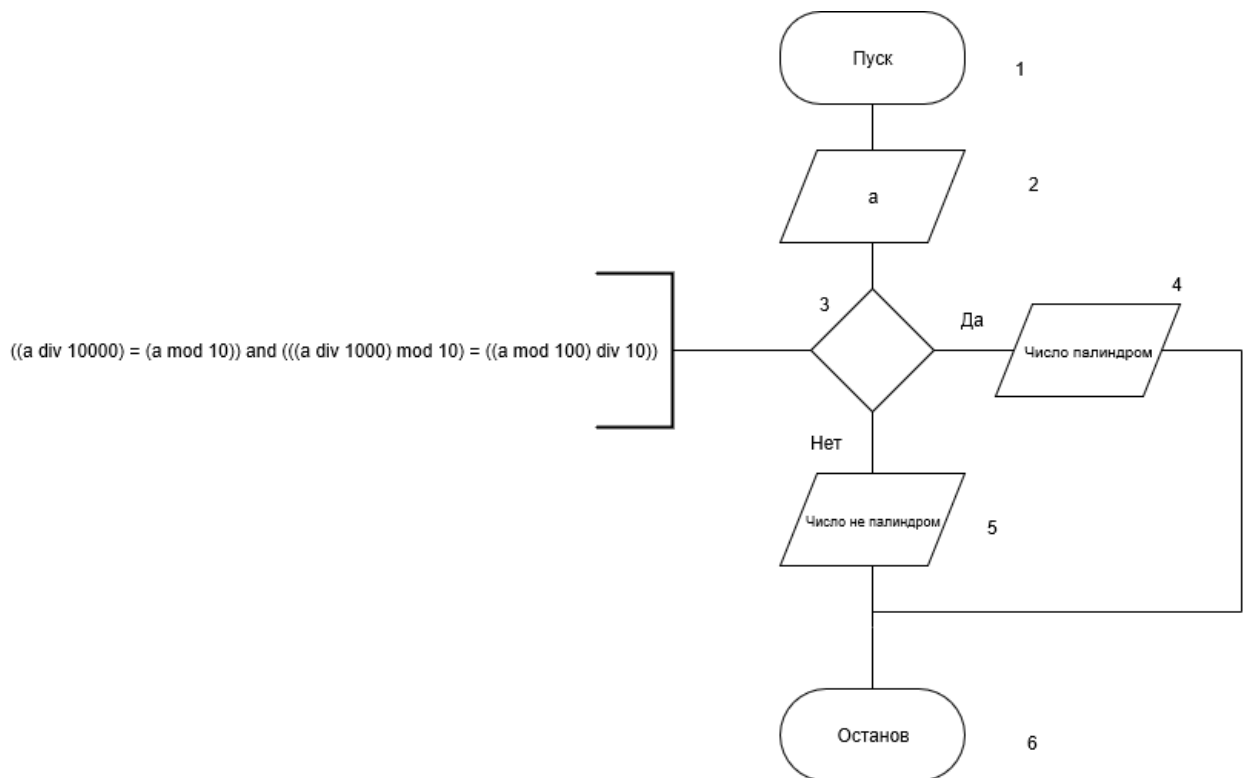 Пуск
1
а
2
3
Да
4
Число палиндром
((a div 10000) = (a mod 10)) and (((a div 1000) mod 10) = ((a mod 100) div 10))
Нет
Число не палиндром
5
Останов
6